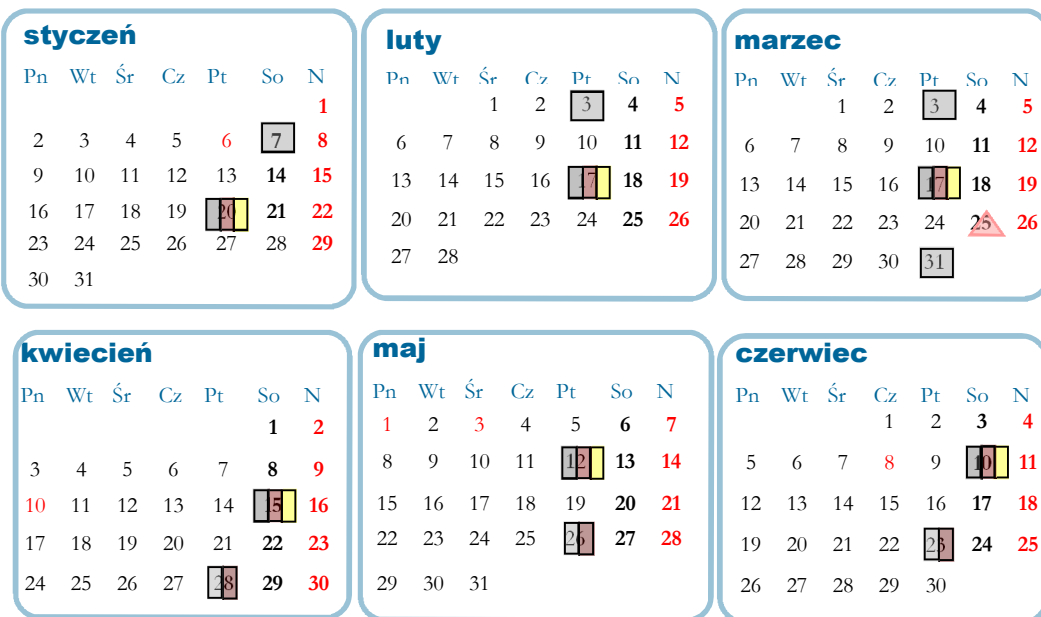 styczeń
Pn Wt Śr Cz Pt So N
1
2 3 4 5 6 7 8
9 10 11 12 13 14 15
16 17 18 19 20 21 22
23 24 25 26 27 28 29
30 31
luty
Pn Wt Śr Cz Pt So N
1 2 3 4 5
6 7 8 9 10 11 12
13 14 15 16 17 18 19
20 21 22 23 24 25 26
27 28
marzec
Pn Wt Śr Cz Pt So N
1 2 3 4 5
6 7 8 9 10 11 12
13 14 15 16 17 18 19
20 21 22 23 24 25 26
27 28 29 30 31
kwiecień
Pn Wt Śr Cz Pt So N
1 2
3 4 5 6 7 8 9
10 11 12 13 14 15 16
17 18 19 20 21 22 23
24 25 26 27 28 29 30
maj
Pn Wt Śr Cz Pt So N
1 2 3 4 5 6 7
8 9 10 11 12 13 14
15 16 17 18 19 20 21
22 23 24 25 26 27 28
29 30 31
czerwiec
Pn Wt Śr Cz Pt So N
1 2 3 4
5 6 7 8 9 10 11
12 13 14 15 16 17 18
19 20 21 22 23 24 25
26 27 28 29 30